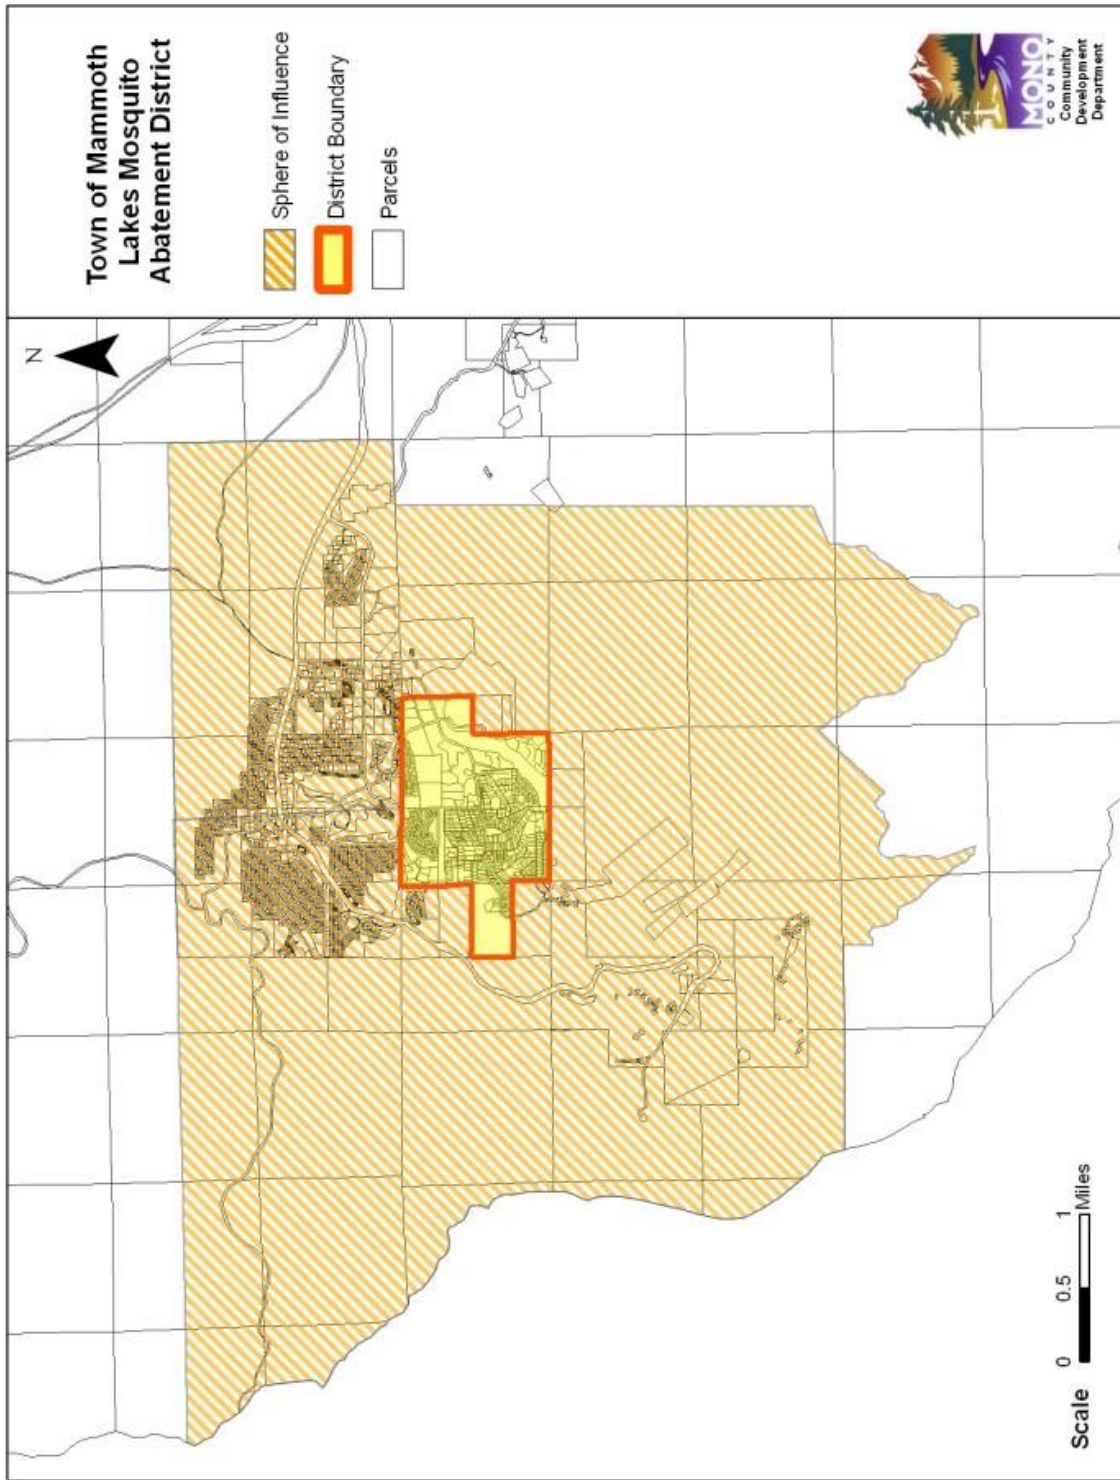 Town of Mammoth
Lakes Mosquito
Abatement District
Sphere of Influence
District Boundary
Parcels
N
MONO
COUNTY
Community
Development
Department
Scale
0 0.5 1
Miles